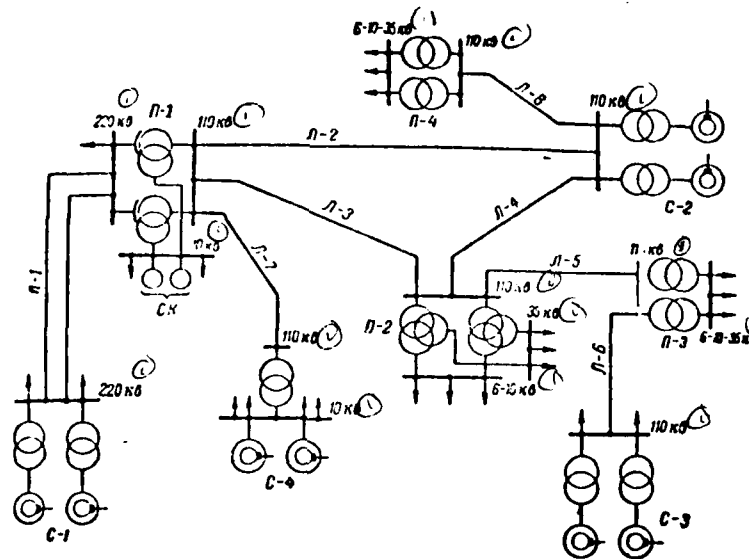 6-10-35 кВ
110 кВ
П-4
Л-8
110 кВ
С-2
220 кВ
П-1
110 кВ
Л-2
Л-3
Л-4
Л-1
10 кВ
СК
Л-7
110 кВ
10 кВ
С-4
220 кВ
С-1
Л-5
110 кВ
П-2
35 кВ
6-10 кВ
П-3
Л-6
110 кВ
С-3